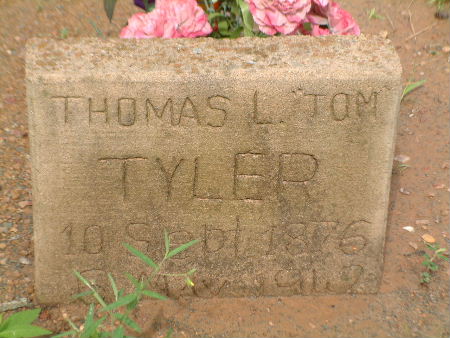 THOMAS L. "TOM"
TYLER
10 Sept 1876